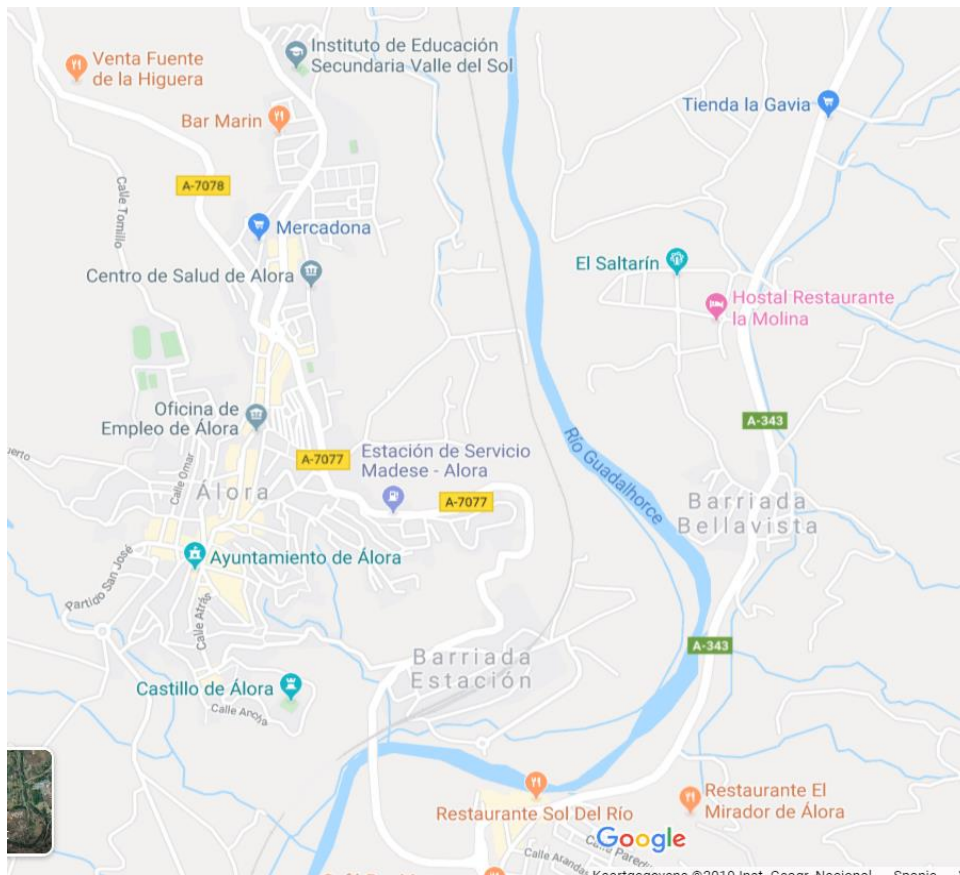 Instituto de Educación
Secundaria Valle del Sol
Venta Fuente
de la Higuera
Bar Marin
Tienda la Gavia
A-7078
Calle Tomillo
Mercadona
Centro de Salud de Alora
El Saltarín
Hostal Restaurante
la Molina
Oficina de
Empleo de Álora
A-343
Río Guadalhorce
Calle Omar
A-7077
Estación de Servicio
Madese - Alora
Álora
A-7077
Barriada
Bellavista
Ayuntamiento de Álora
Partido San José
Calle Atrás
A-343
Barriada
Estación
Castillo de Álora
Calle Ancha
Restaurante Sol Del Río
Restaurante El
Mirador de Álora
Google
Calle